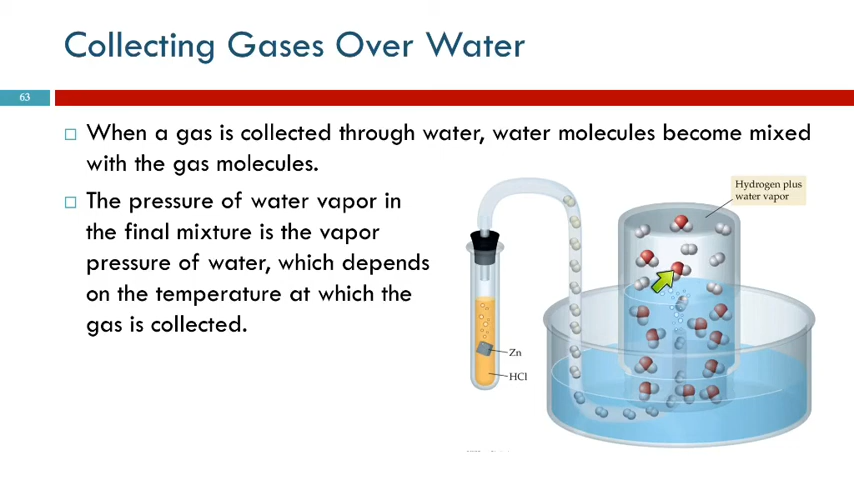 Collecting Gases Over Water
63
When a gas is collected through water, water molecules become mixed
with the gas molecules.
The pressure of water vapor in
the final mixture is the vapor
pressure of water, which depends
on the temperature at which the
gas is collected.
Hydrogen plus
water vapor
Zn
HCl